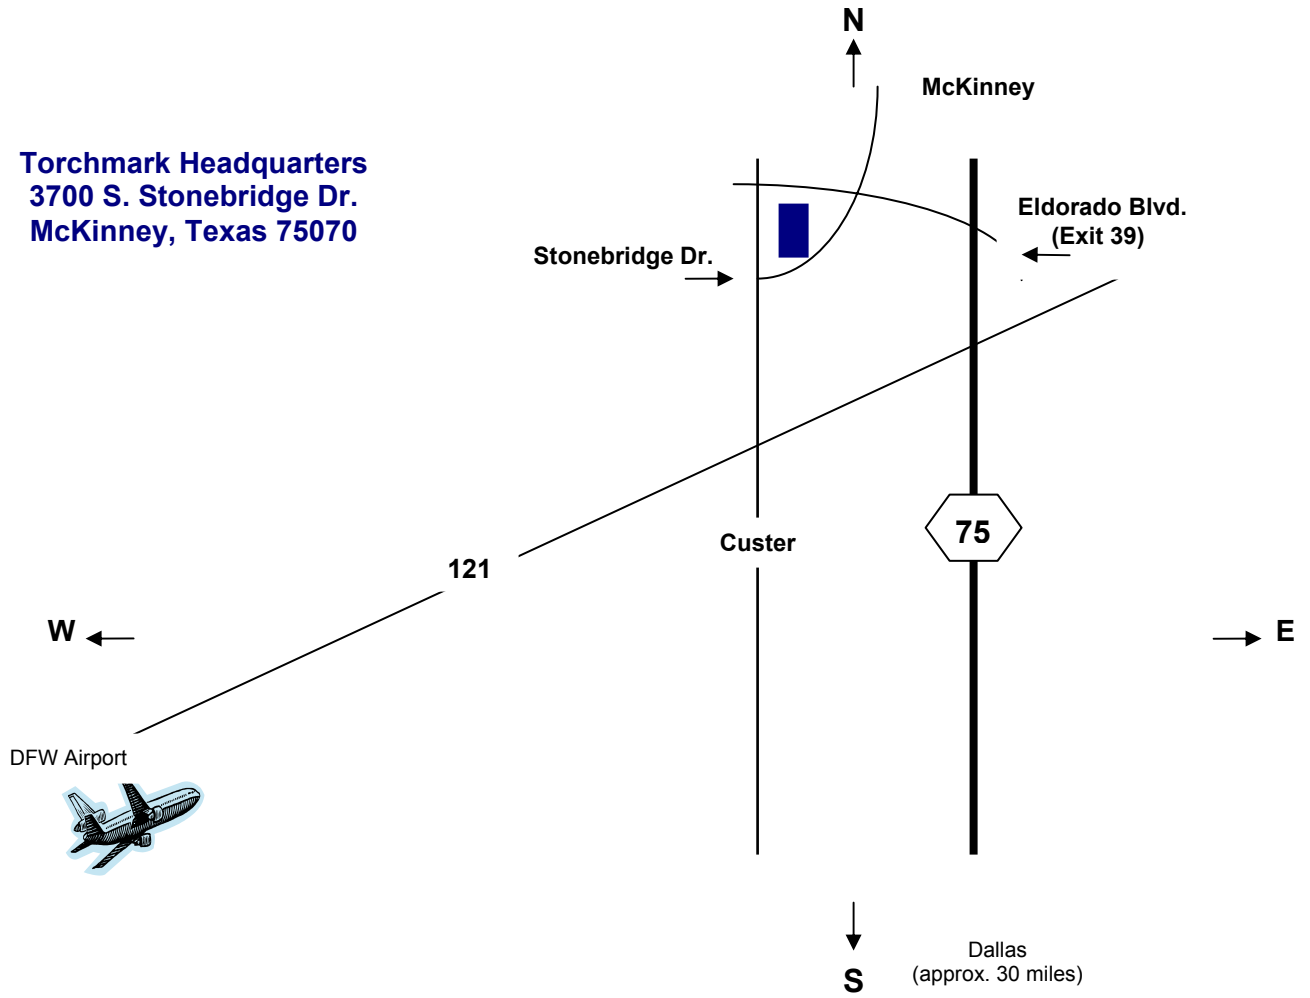 N
McKinney
Torchmark Headquarters
3700 S. Stonebridge Dr.
McKinney, Texas 75070
Eldorado Blvd.
(Exit 39)
Stonebridge Dr.
75
Custer
121
W
E
DFW Airport
Dallas
(approx. 30 miles)
S